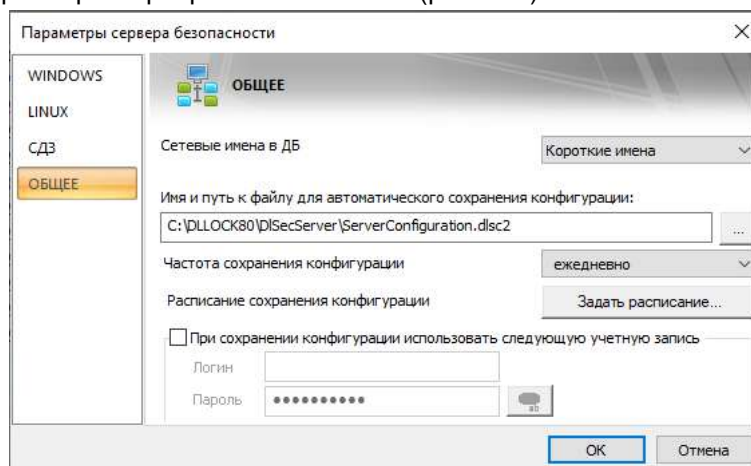 Параметры сервера безопасности
WINDOWS
LINUX
СДЗ
ОБЩЕЕ
ОБЩЕЕ
Сетевые имена в ДБ
Короткие имена
Имя и путь к файлу для автоматического сохранения конфигурации:
C:\DLLOCK80\DlSecServer\ServerConfiguration.dlsc2
...
Частота сохранения конфигурации
ежедневно
Расписание сохранения конфигурации
Задать расписание...
При сохранении конфигурации использовать следующую учетную запись
Логин
Пароль
ab
ОК
Отмена